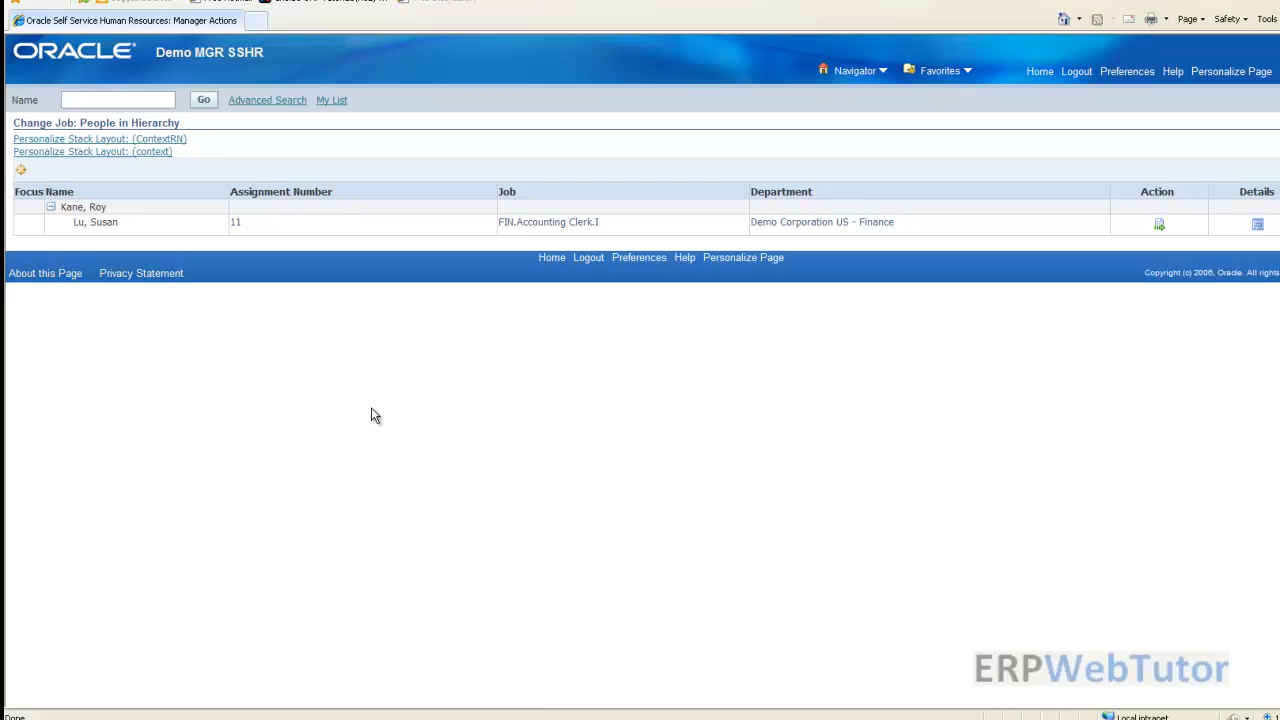 Oracle Self Service Human Resources: Manager Actions
Page
Safety
Tools
ORACLE
Demo MGR SSHR
Navigator
Favorites
Home Logout Preferences Help Personalize Page
Name
Go
Advanced Search
My List
Change Job: People in Hierarchy
Personalize Stack Layout: (ContextRN)
Personalize Stack Layout: (context)
Focus Name Assignment Number Job Department Action Details
Kane, Roy
Lu, Susan 11 FIN.Accounting Clerk.I Demo Corporation US - Finance
Home Logout Preferences Help Personalize Page
About this Page Privacy Statement
Copyright (c) 2006, Oracle. All rights
ERPWebTutor
Done
Local intranet